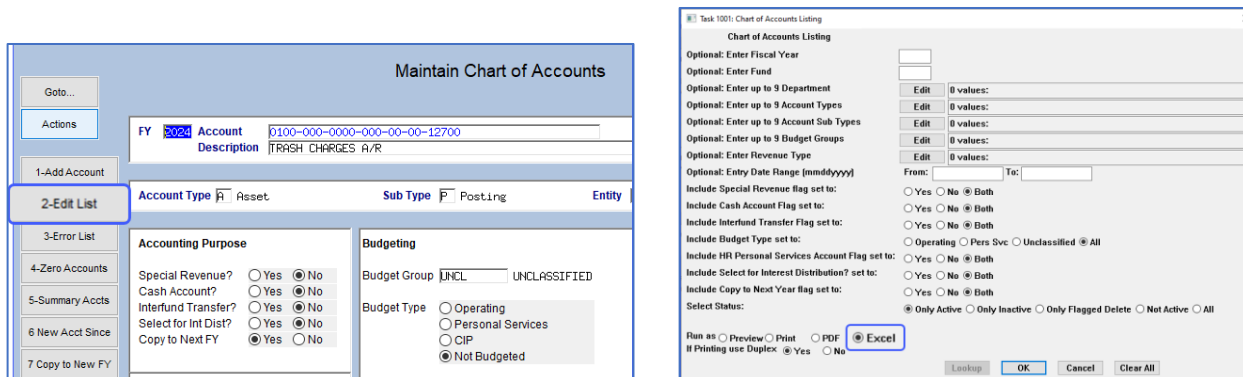 Maintain Chart of Accounts
Goto...
Actions
FY 2024 Account 0100-000-0000-000-00-00-12700
Description TRASH CHARGES A/R
1-Add Account
2-Edit List
Account Type A Asset Sub Type P Posting Entity
3-Error List
4-Zero Accounts
5-Summary Accts
6 New Acct Since
7 Copy to New FY
Accounting Purpose
Special Revenue? Yes No
Cash Account? Yes No
Interfund Transfer? Yes No
Select for Int Dist? Yes No
Copy to Next FY Yes No
Budgeting
Budget Group UNCL UNCLASSIFIED
Budget Type Operating
Personal Services
CIP
Not Budgeted
Task 1001: Chart of Accounts Listing
Chart of Accounts Listing
Optional: Enter Fiscal Year
Optional: Enter Fund
Optional: Enter up to 9 Department Edit 0 values:
Optional: Enter up to 9 Account Types Edit 0 values:
Optional: Enter up to 9 Account Sub Types Edit 0 values:
Optional: Enter up to 9 Budget Groups Edit 0 values:
Optional: Enter Revenue Type Edit 0 values:
Optional: Entry Date Range (mmddyyyy) From: To:
Include Special Revenue flag set to: Yes No Both
Include Cash Account Flag set to: Yes No Both
Include Interfund Transfer Flag set to: Yes No Both
Include Budget Type set to: Operating Pers Svc Unclassified All
Include HR Personal Services Account Flag set to: Yes No Both
Include Select for Interest Distribution? set to: Yes No Both
Include Copy to Next Year flag set to: Yes No Both
Select Status: Only Active Only Inactive Only Flagged Delete Not Active All
Run as Preview Print PDF Excel
If Printing use Duplex Yes No
Lookup OK Cancel Clear All